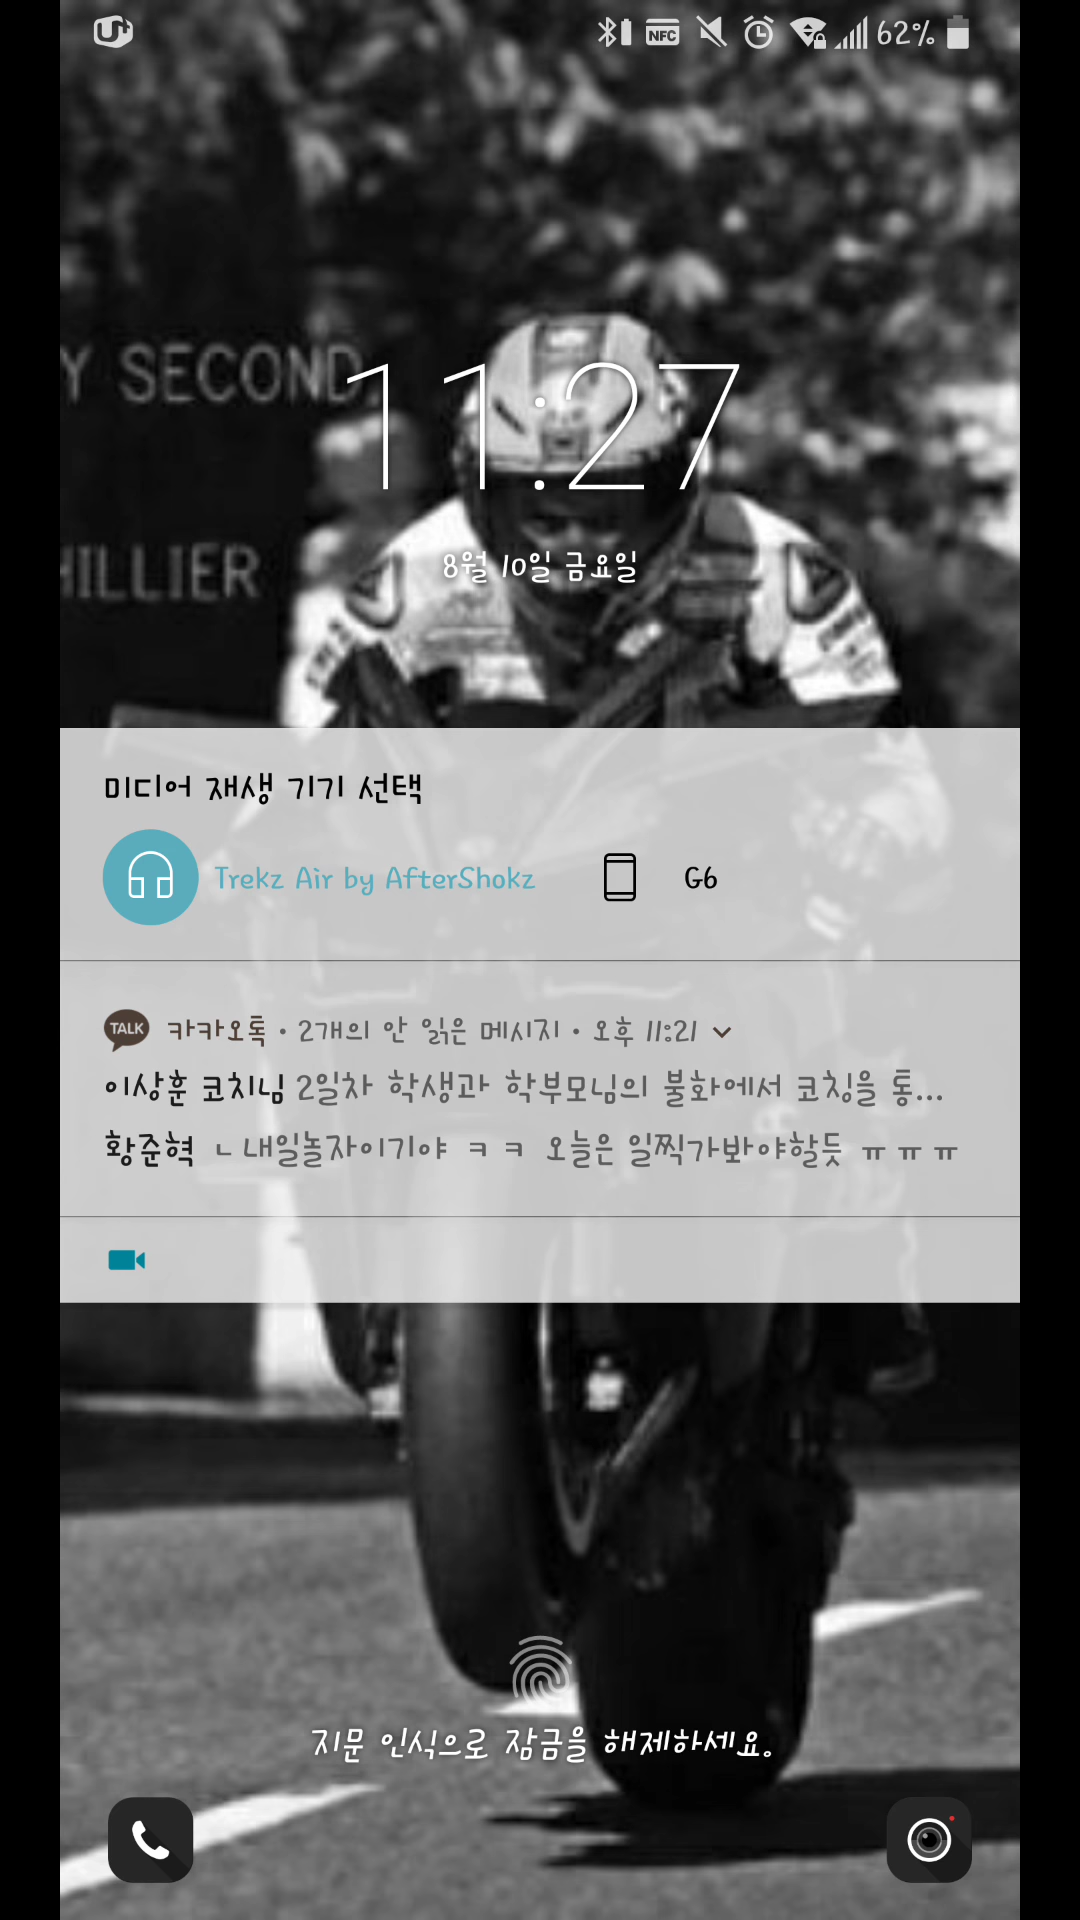 U+ NFC 62%
Y SECOND,
HILLIER
11:27
8월 10일 금요일
미디어 재생 기기 선택
Trekz Air by AfterShokz G6
TALK 카카오톡 • 2개의 안 읽은 메시지 • 오후 11:21
이상훈 코치님 2일차 학생과 학부모님의 불화에서 코칭을 통...
황준혁 ㄴ내일놀자이기야 ㅋㅋ 오늘은 일찍가봐야할듯 ㅠㅠㅠ
지문 인식으로 잠금을 해제하세요.